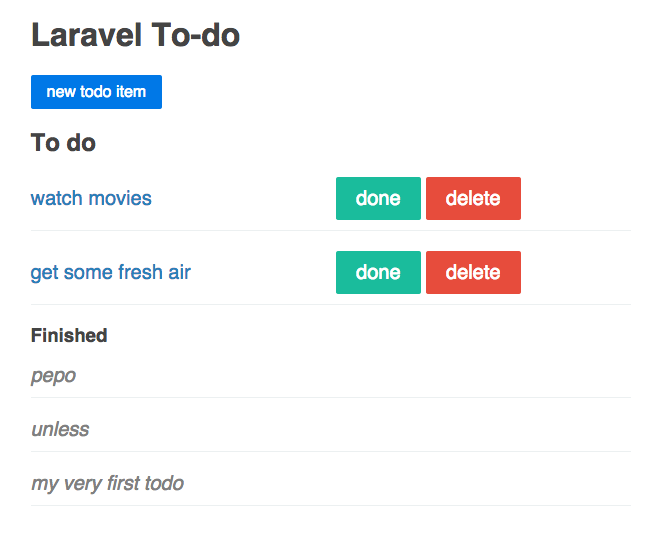 Laravel To-do
new todo item
To do
watch movies done delete
get some fresh air done delete
Finished
pepo
unless
my very first todo